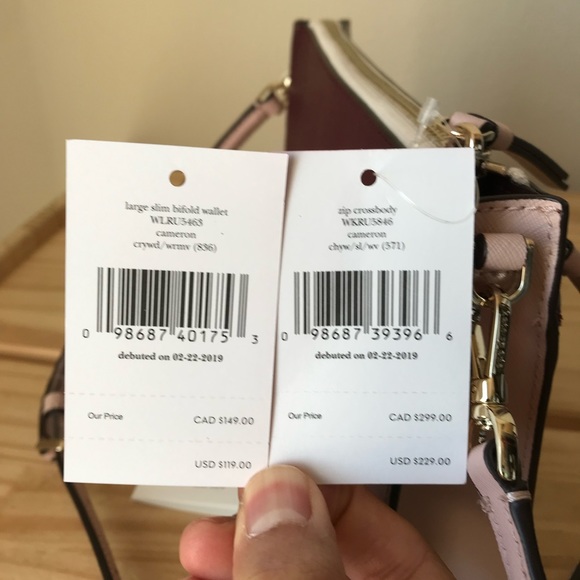 large slim bifold wallet
WLRU5463
cameron
crywd/wrmv (836)
0 98687 40175 3
debuted on 02-22-2019
Our Price CAD $149.00
USD $119.00
zip crossbody
WKRU5846
cameron
chyw/sl/wv (571)
0 98687 39396 6
debuted on 02-22-2019
Our Price CAD $299.00
USD $229.00